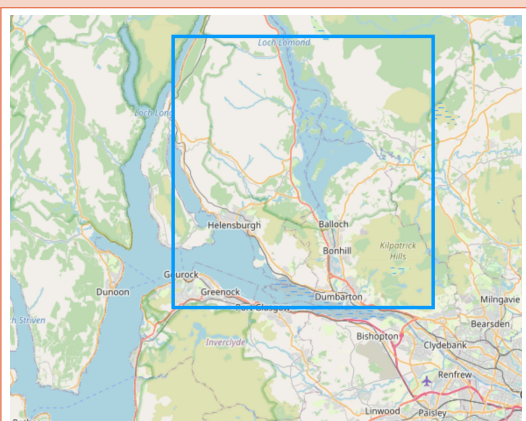 Loch Lomond
Loch Long
Helensburgh
Balloch
Bonhill
Kilpatrick
Hills
Gourock
Dunoon
Greenock
Dumbarton
Port Glasgow
Milngavie
Bearsden
h Striven
Inverclyde
Bishopton
Clydebank
Renfrew
Linwood
Paisley